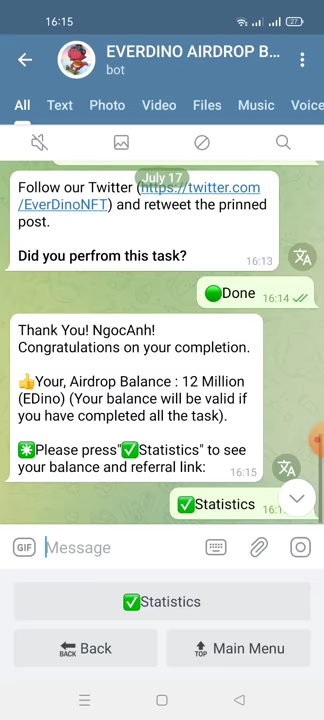 16:15
27
EVERDINO AIRDROP B...
bot
All Text Photo Video Files Music Voice
July 17
Follow our Twitter (https://twitter.com
/EverDinoNFT) and retweet the prinned
post.
Did you perfrom this task?
16:13
Done
16:14
Thank You! NgocAnh!
Congratulations on your completion.
👍Your, Airdrop Balance : 12 Million
(EDino) (Your balance will be valid if
you have completed all the task).
✳️Please press"✅Statistics" to see
your balance and referral link:
16:15
✅Statistics
GIF Message
✅Statistics
BACK Back
TOP Main Menu